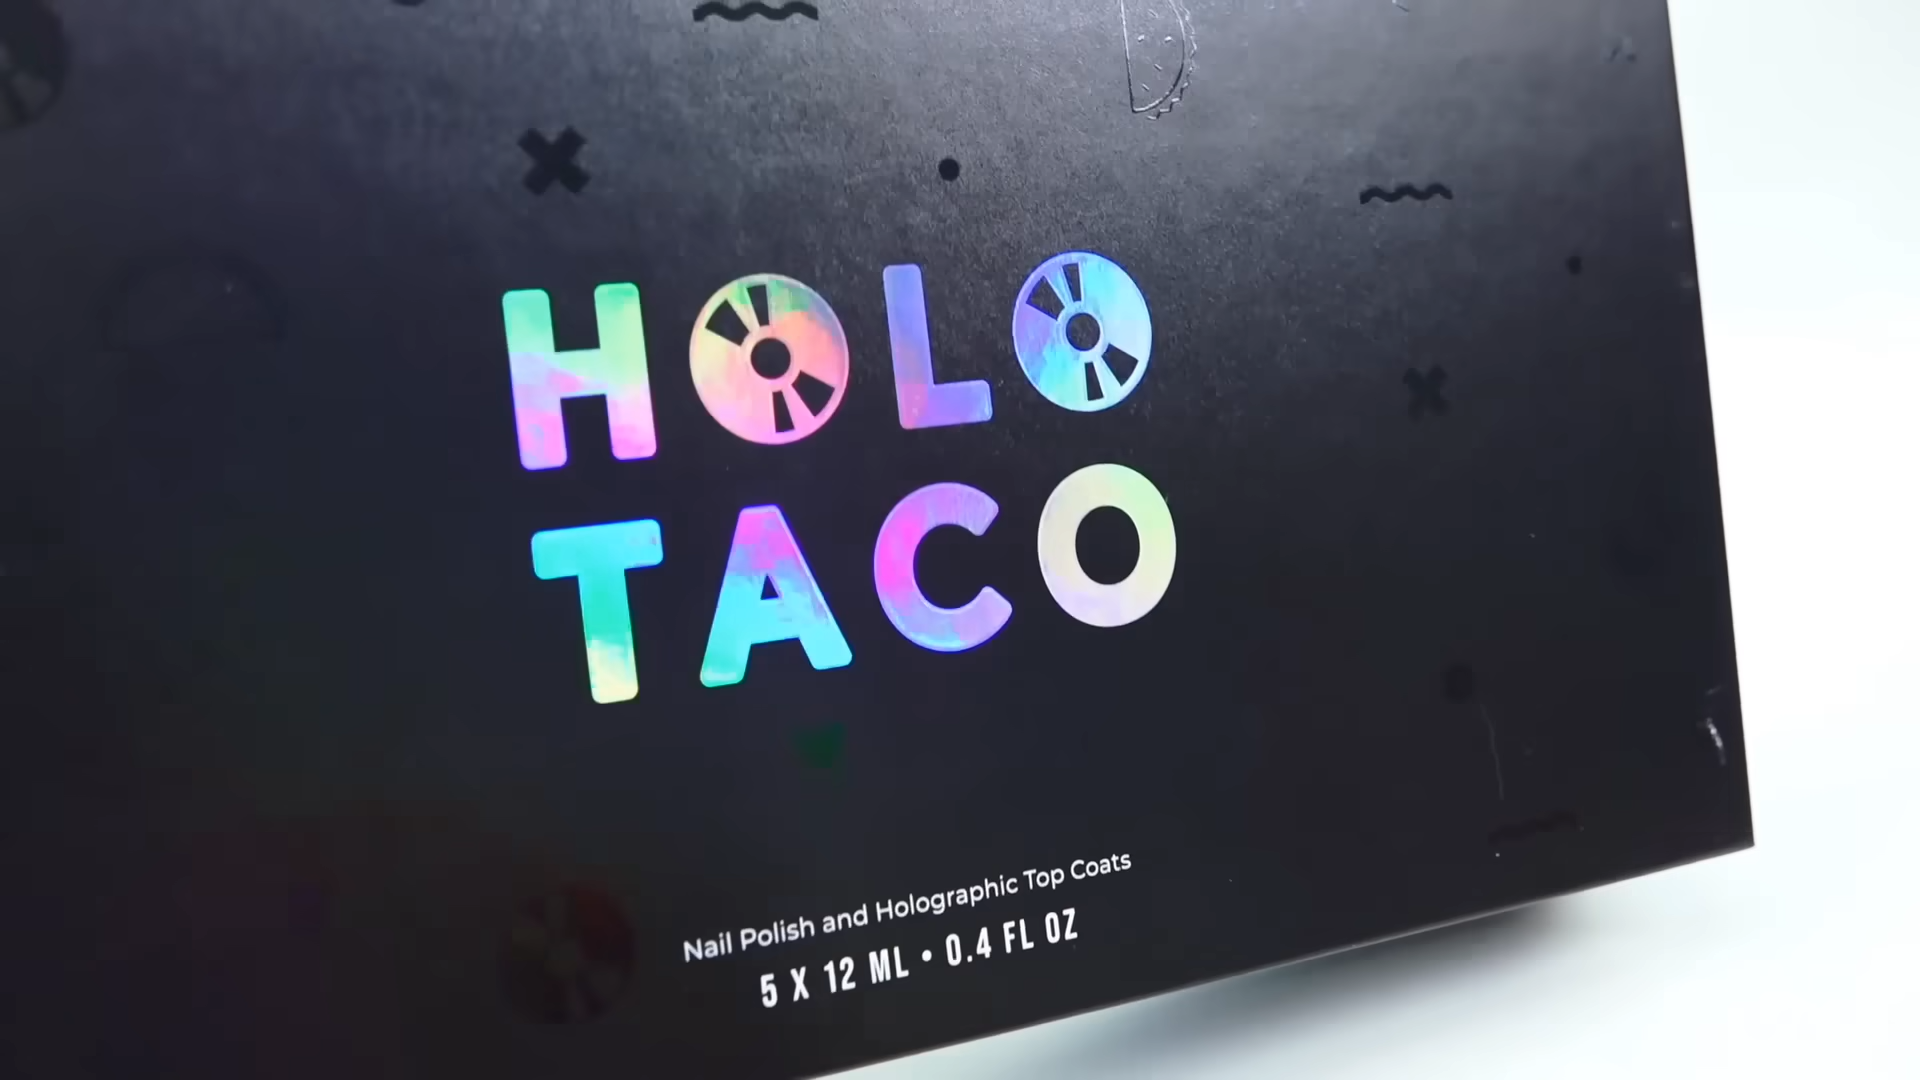 HOLO
TACO
Nail Polish and Holographic Top Coats
5 X 12 ML • 0.4 FL OZ